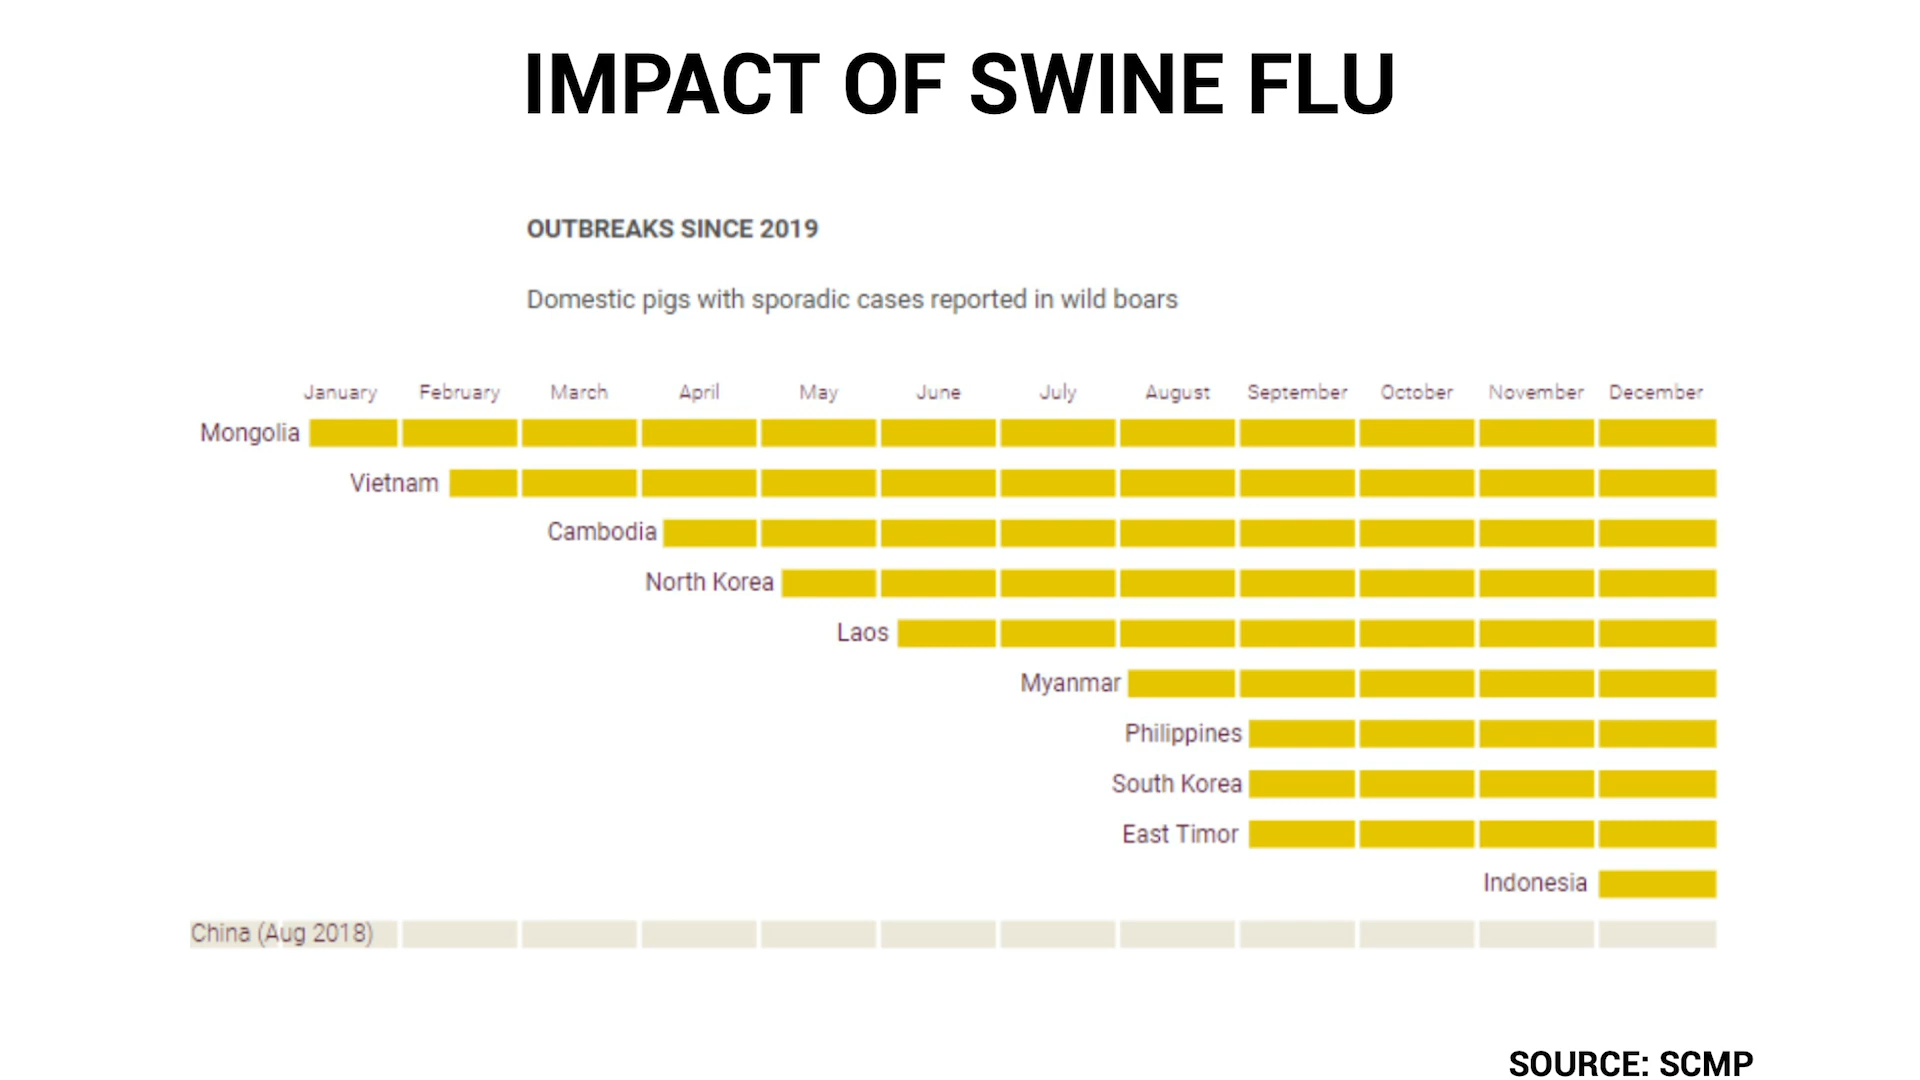 IMPACT OF SWINE FLU
OUTBREAKS SINCE 2019
Domestic pigs with sporadic cases reported in wild boars
January February March April May June July August September October November December
Mongolia
Vietnam
Cambodia
North Korea
Laos
Myanmar
Philippines
South Korea
East Timor
Indonesia
China (Aug 2018)
SOURCE: SCMP